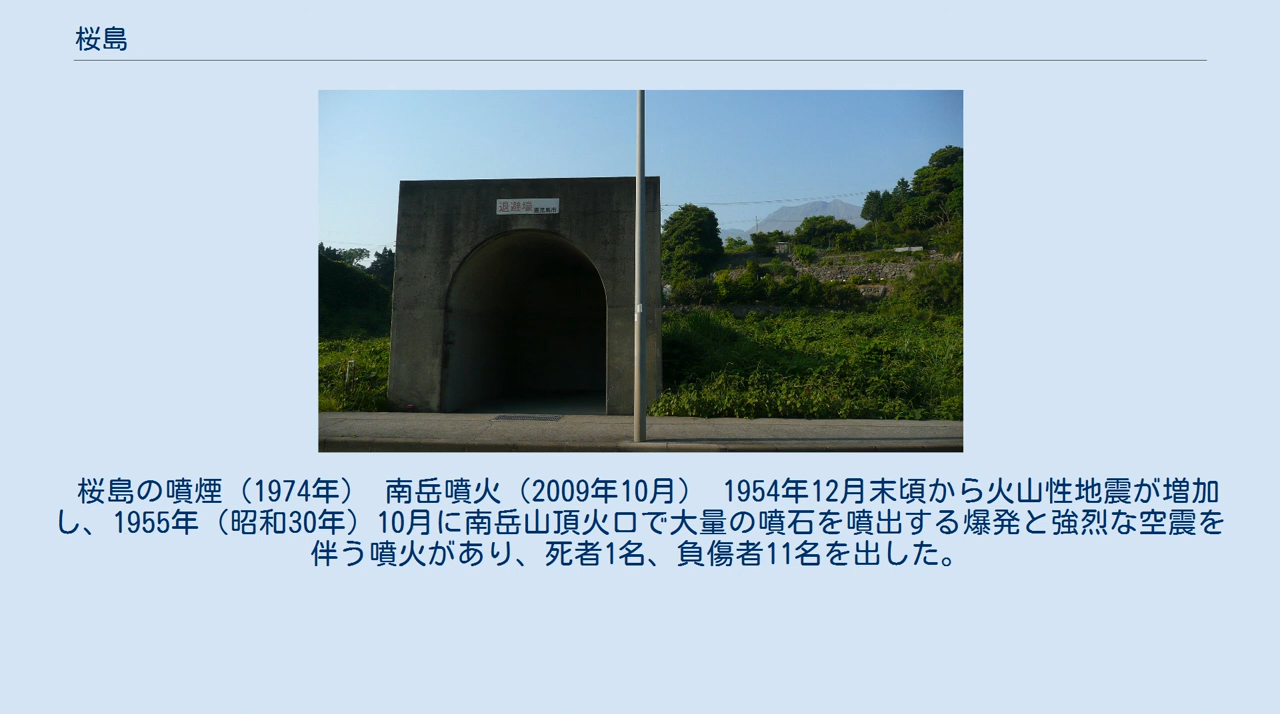 桜島
退避壕 鹿児島市
桜島の噴煙（1974年） 南岳噴火（2009年10月） 1954年12月末頃から火山性地震が増加
し、1955年（昭和30年）10月に南岳山頂火口で大量の噴石を噴出する爆発と強烈な空震を
伴う噴火があり、死者1名、負傷者11名を出した。